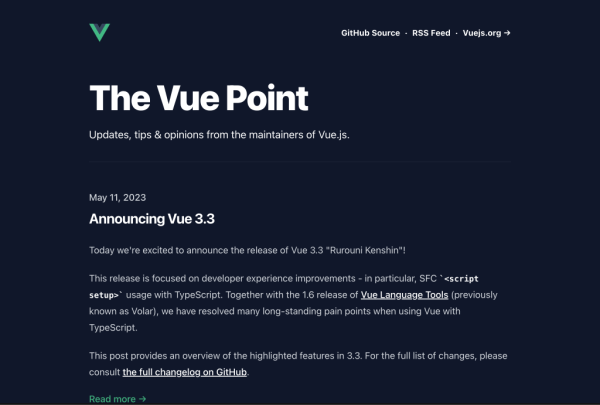 GitHub Source · RSS Feed · Vuejs.org →
The Vue Point
Updates, tips & opinions from the maintainers of Vue.js.
May 11, 2023
Announcing Vue 3.3
Today we're excited to announce the release of Vue 3.3 "Rurouni Kenshin"!
This release is focused on developer experience improvements - in particular, SFC `<script
setup>` usage with TypeScript. Together with the 1.6 release of Vue Language Tools (previously
known as Volar), we have resolved many long-standing pain points when using Vue with
TypeScript.
This post provides an overview of the highlighted features in 3.3. For the full list of changes, please
consult the full changelog on GitHub.
Read more →